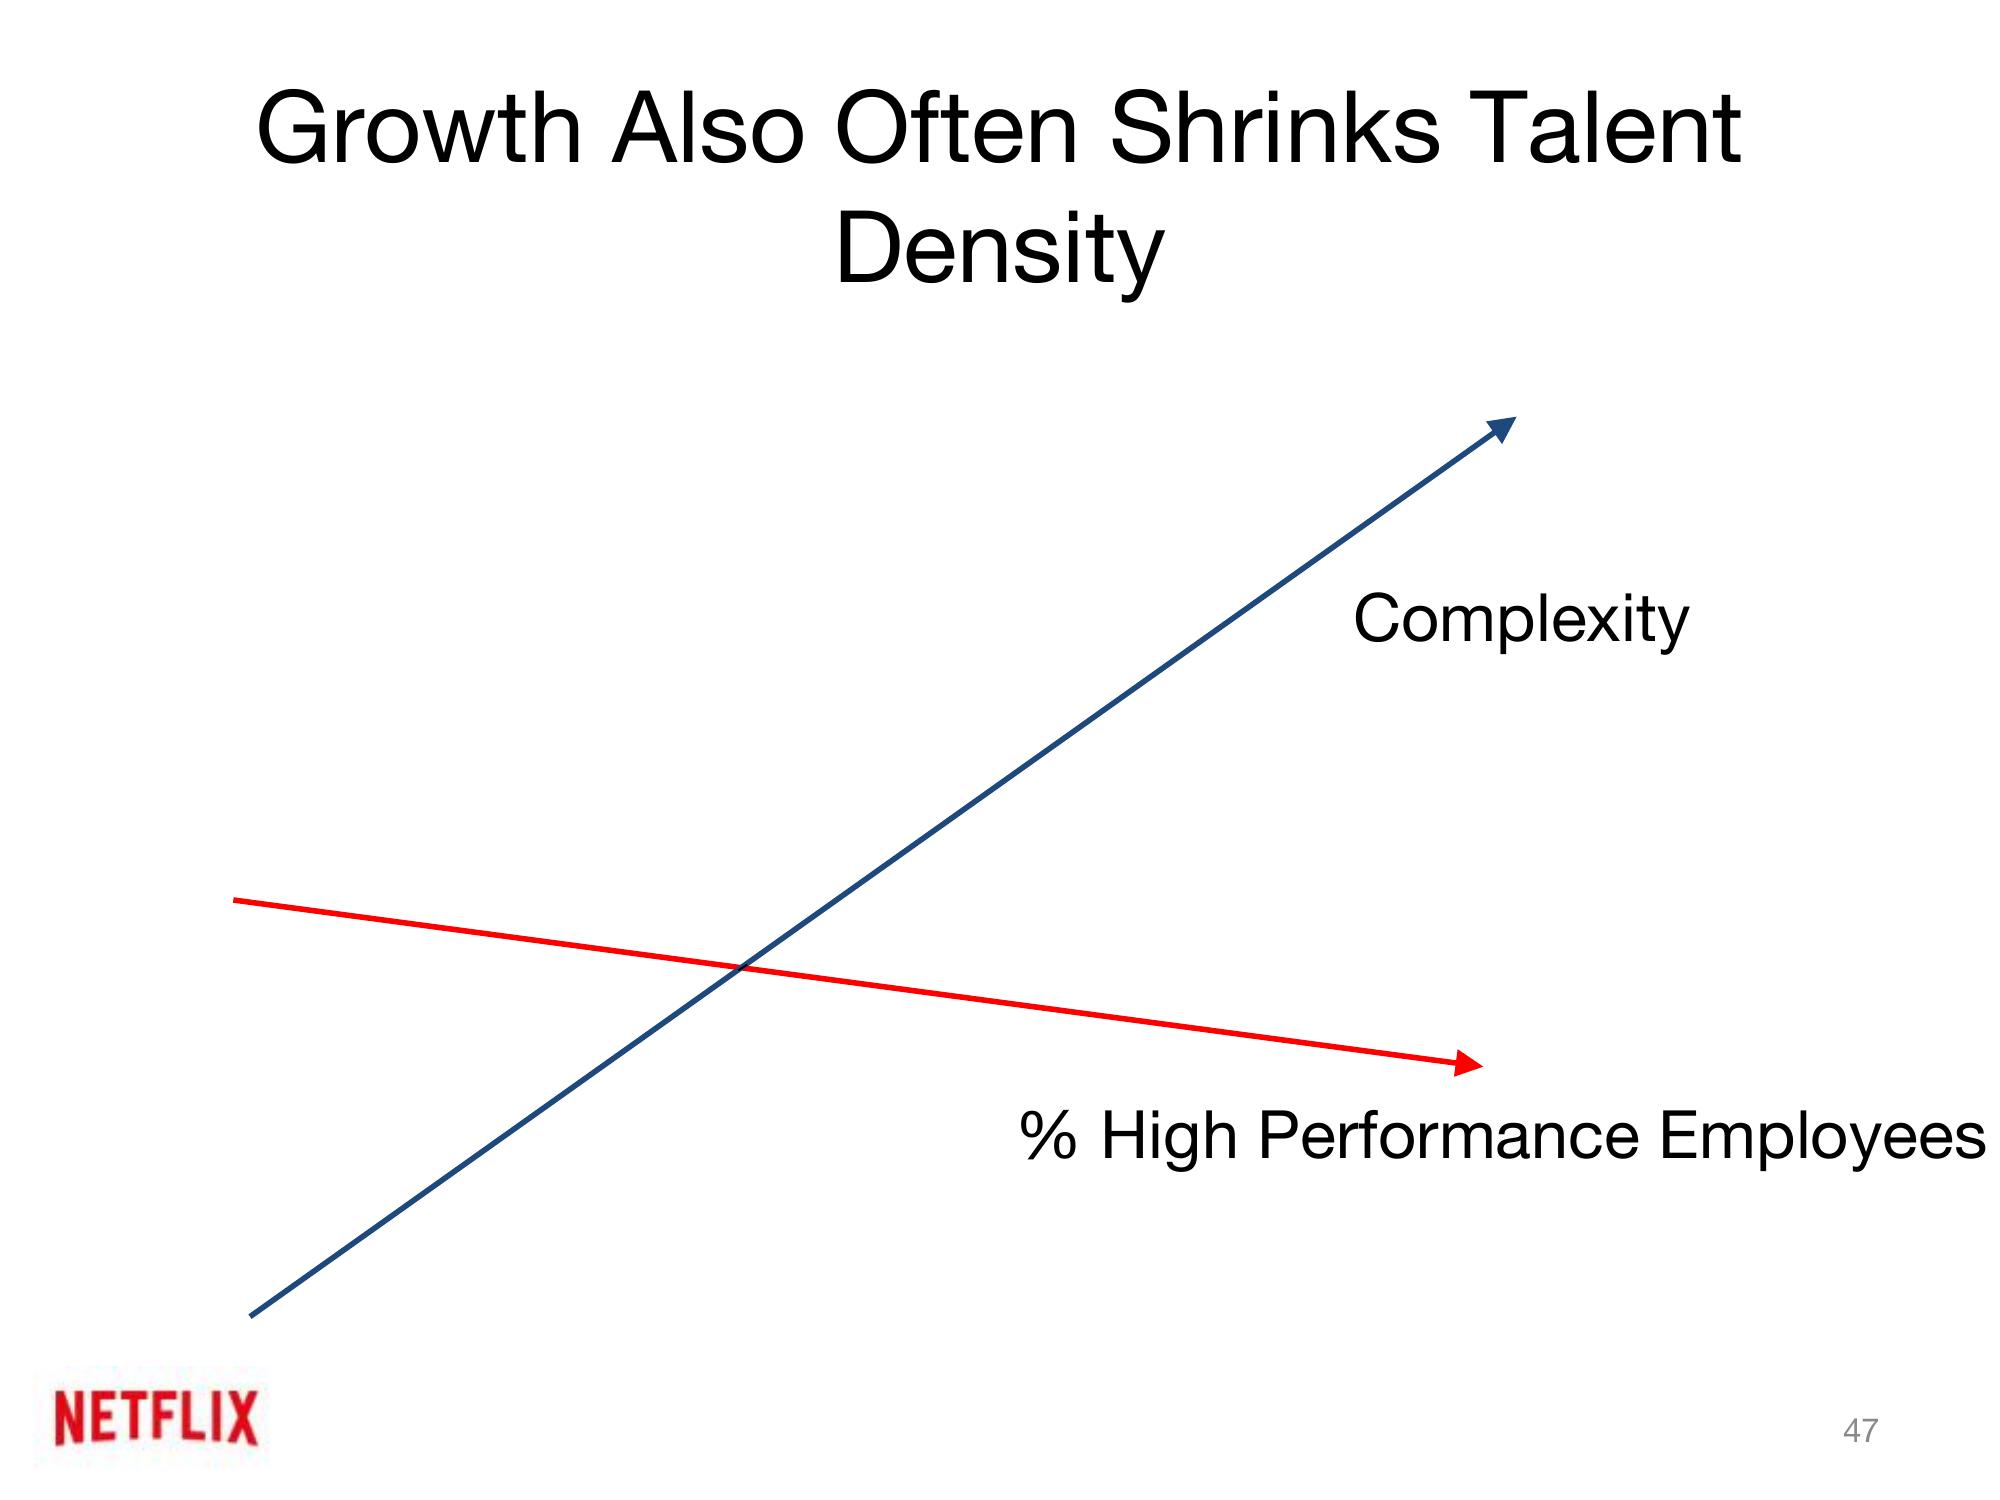 Growth Also Often Shrinks Talent
Density
Complexity
% High Performance Employees
NETFLIX
47